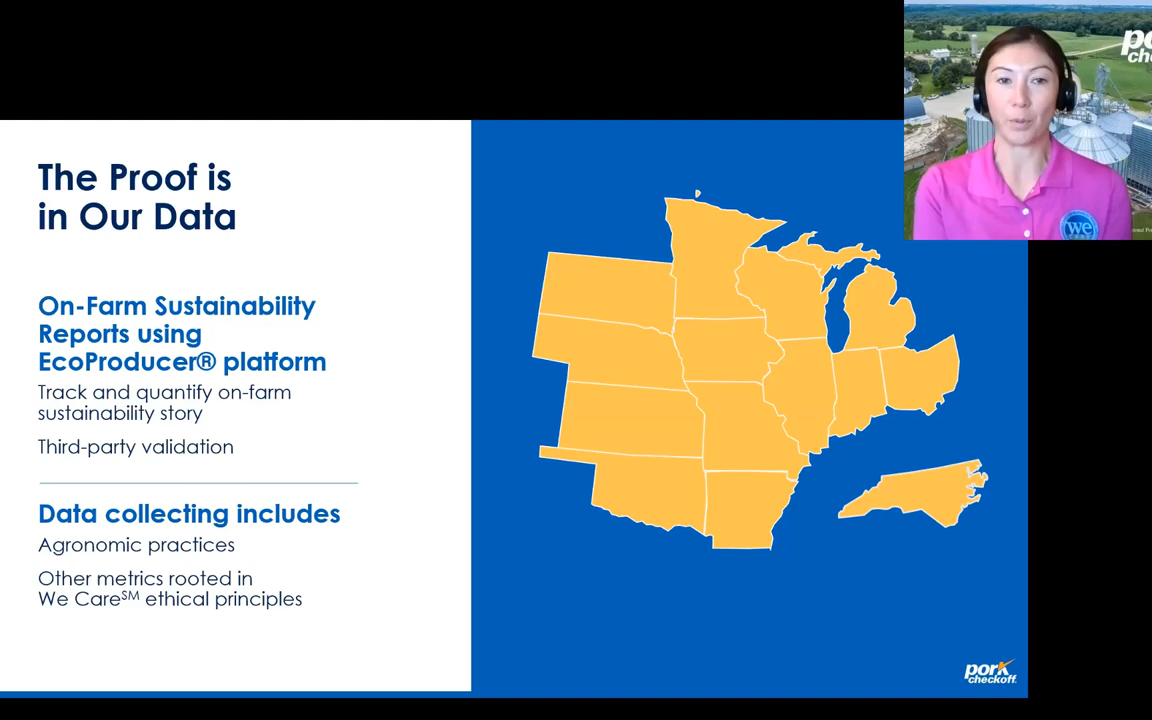 The Proof is
in Our Data
On-Farm Sustainability
Reports using
EcoProducer® platform
Track and quantify on-farm
sustainability story
Third-party validation
Data collecting includes
Agronomic practices
Other metrics rooted in
We Care℠ ethical principles
pork
checkoff
we